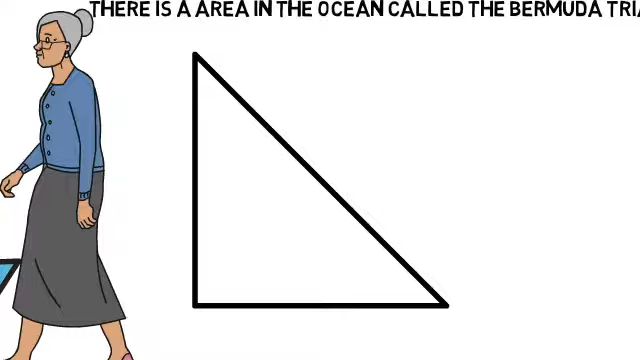 THERE IS A AREA IN THE OCEAN CALLED THE BERMUDA